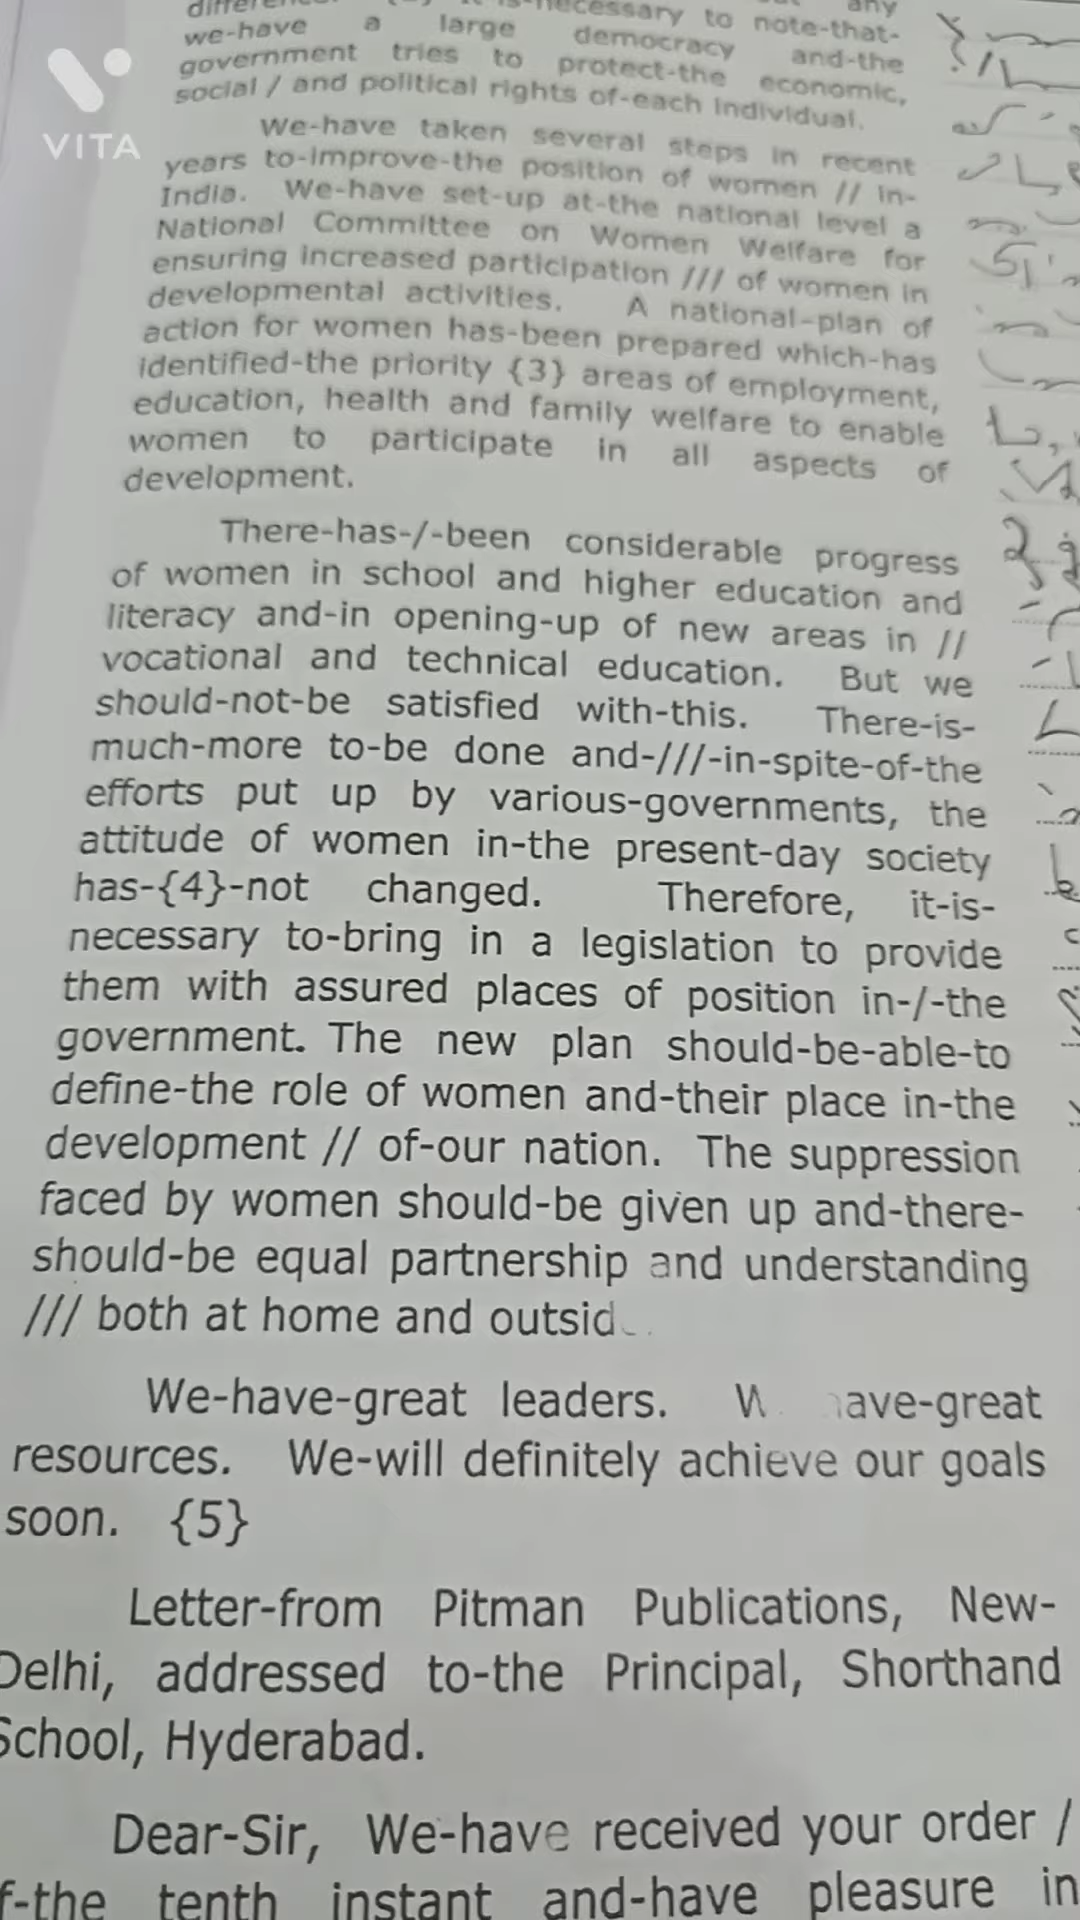 any
necessary to note-that-
we-have a large democracy and-the
government tries to protect-the economic,
social / and political rights of-each individual.
We-have taken several steps in recent
years to-improve-the position of women // in-
India. We-have set-up at-the national level a
National Committee on Women Welfare for
ensuring increased participation /// of women in
developmental activities. A national-plan of
action for women has-been prepared which-has
identified-the priority {3} areas of employment,
education, health and family welfare to enable
women to participate in all aspects of
development.
There-has-/-been considerable progress
of women in school and higher education and
literacy and-in opening-up of new areas in //
vocational and technical education. But we
should-not-be satisfied with-this. There-is-
much-more to-be done and-///-in-spite-of-the
efforts put up by various-governments, the
attitude of women in-the present-day society
has-{4}-not changed. Therefore, it-is-
necessary to-bring in a legislation to provide
them with assured places of position in-/-the
government. The new plan should-be-able-to
define-the role of women and-their place in-the
development // of-our nation. The suppression
faced by women should-be given up and-there-
should-be equal partnership and understanding
/// both at home and outsid
We-have-great leaders. W ave-great
resources. We-will definitely achieve our goals
soon. {5}
Letter-from Pitman Publications, New-
Delhi, addressed to-the Principal, Shorthand
School, Hyderabad.
Dear-Sir, We-have received your order /
f-the tenth instant and-have pleasure in
VITA